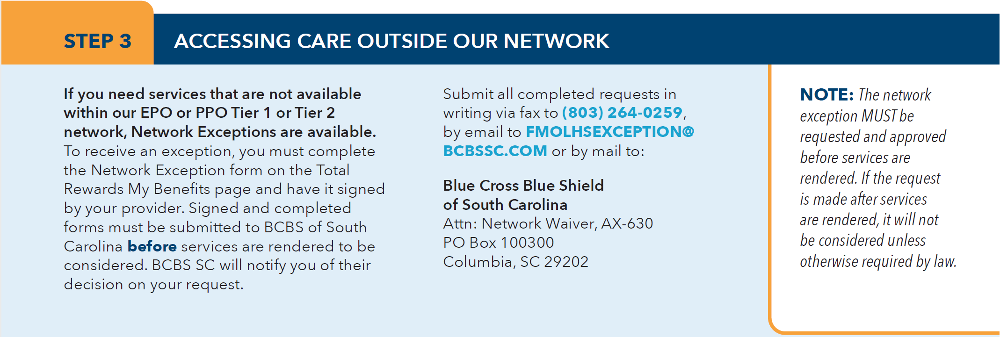 STEP 3
ACCESSING CARE OUTSIDE OUR NETWORK
If you need services that are not available
within our EPO or PPO Tier 1 or Tier 2
network, Network Exceptions are available.
To receive an exception, you must complete
the Network Exception form on the Total
Rewards My Benefits page and have it signed
by your provider. Signed and completed
forms must be submitted to BCBS of South
Carolina before services are rendered to be
considered. BCBS SC will notify you of their
decision on your request.
Submit all completed requests in
writing via fax to (803) 264-0259,
by email to FMOLHSEXCEPTION@
BCBSSC.COM or by mail to:
Blue Cross Blue Shield
of South Carolina
Attn: Network Waiver, AX-630
PO Box 100300
Columbia, SC 29202
NOTE: The network
exception MUST be
requested and approved
before services are
rendered. If the request
is made after services
are rendered, it will not
be considered unless
otherwise required by law.